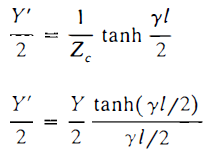 Y′/2 = 1/Z_c tanh γl/2
Y′/2 = Y/2 tanh(γl/2)/γl/2